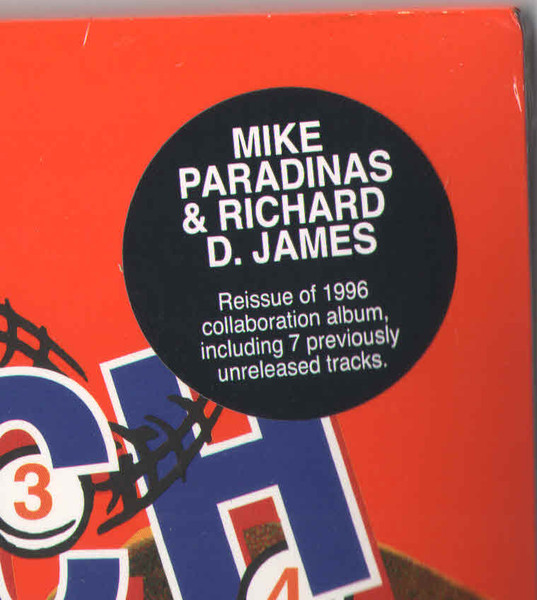 MIKE
PARADINAS
& RICHARD
D. JAMES
Reissue of 1996
collaboration album,
including 7 previously
unreleased tracks.
CH
3
4